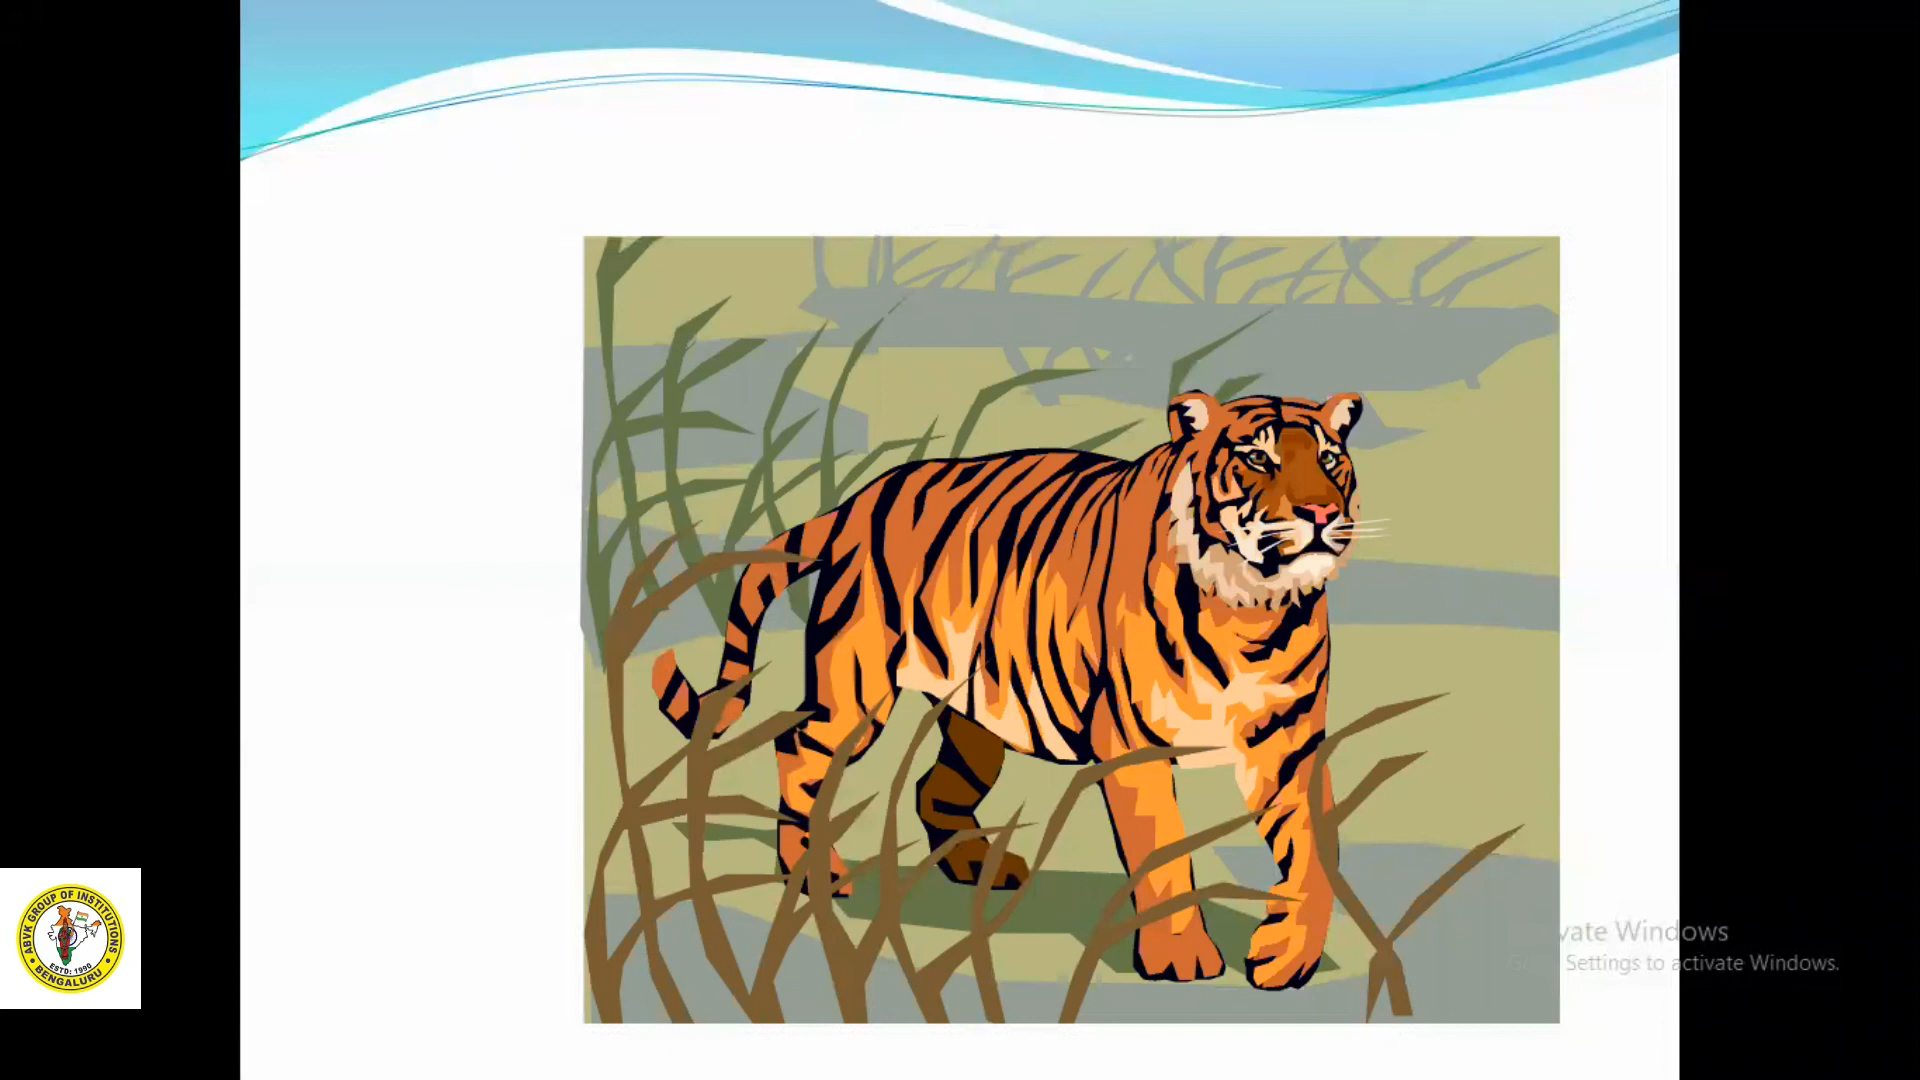 ABVK GROUP OF INSTITUTIONS
ESTD: 1990
• BENGALURU •
vate Windows
Settings to activate Windows.